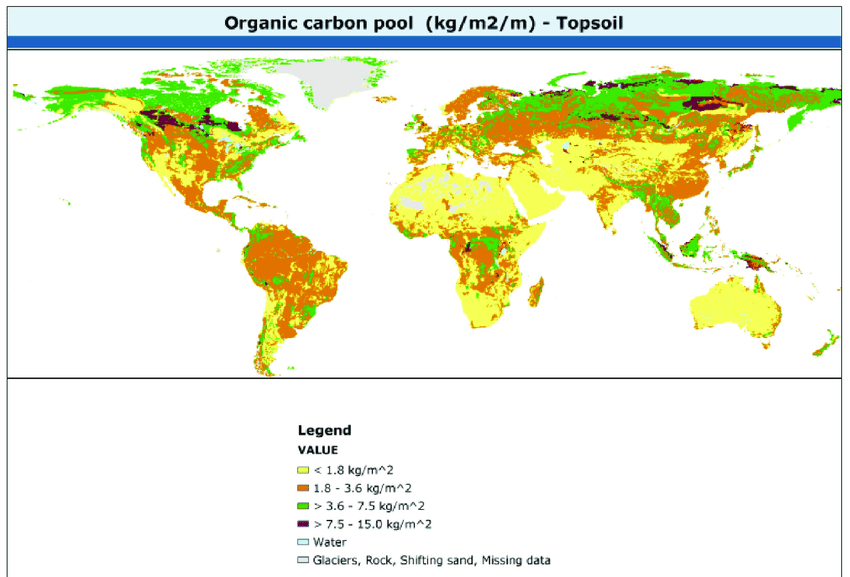 Organic carbon pool (kg/m2/m) - Topsoil
Legend
VALUE
< 1.8 kg/m^2
1.8 - 3.6 kg/m^2
> 3.6 - 7.5 kg/m^2
> 7.5 - 15.0 kg/m^2
Water
Glaciers, Rock, Shifting sand, Missing data